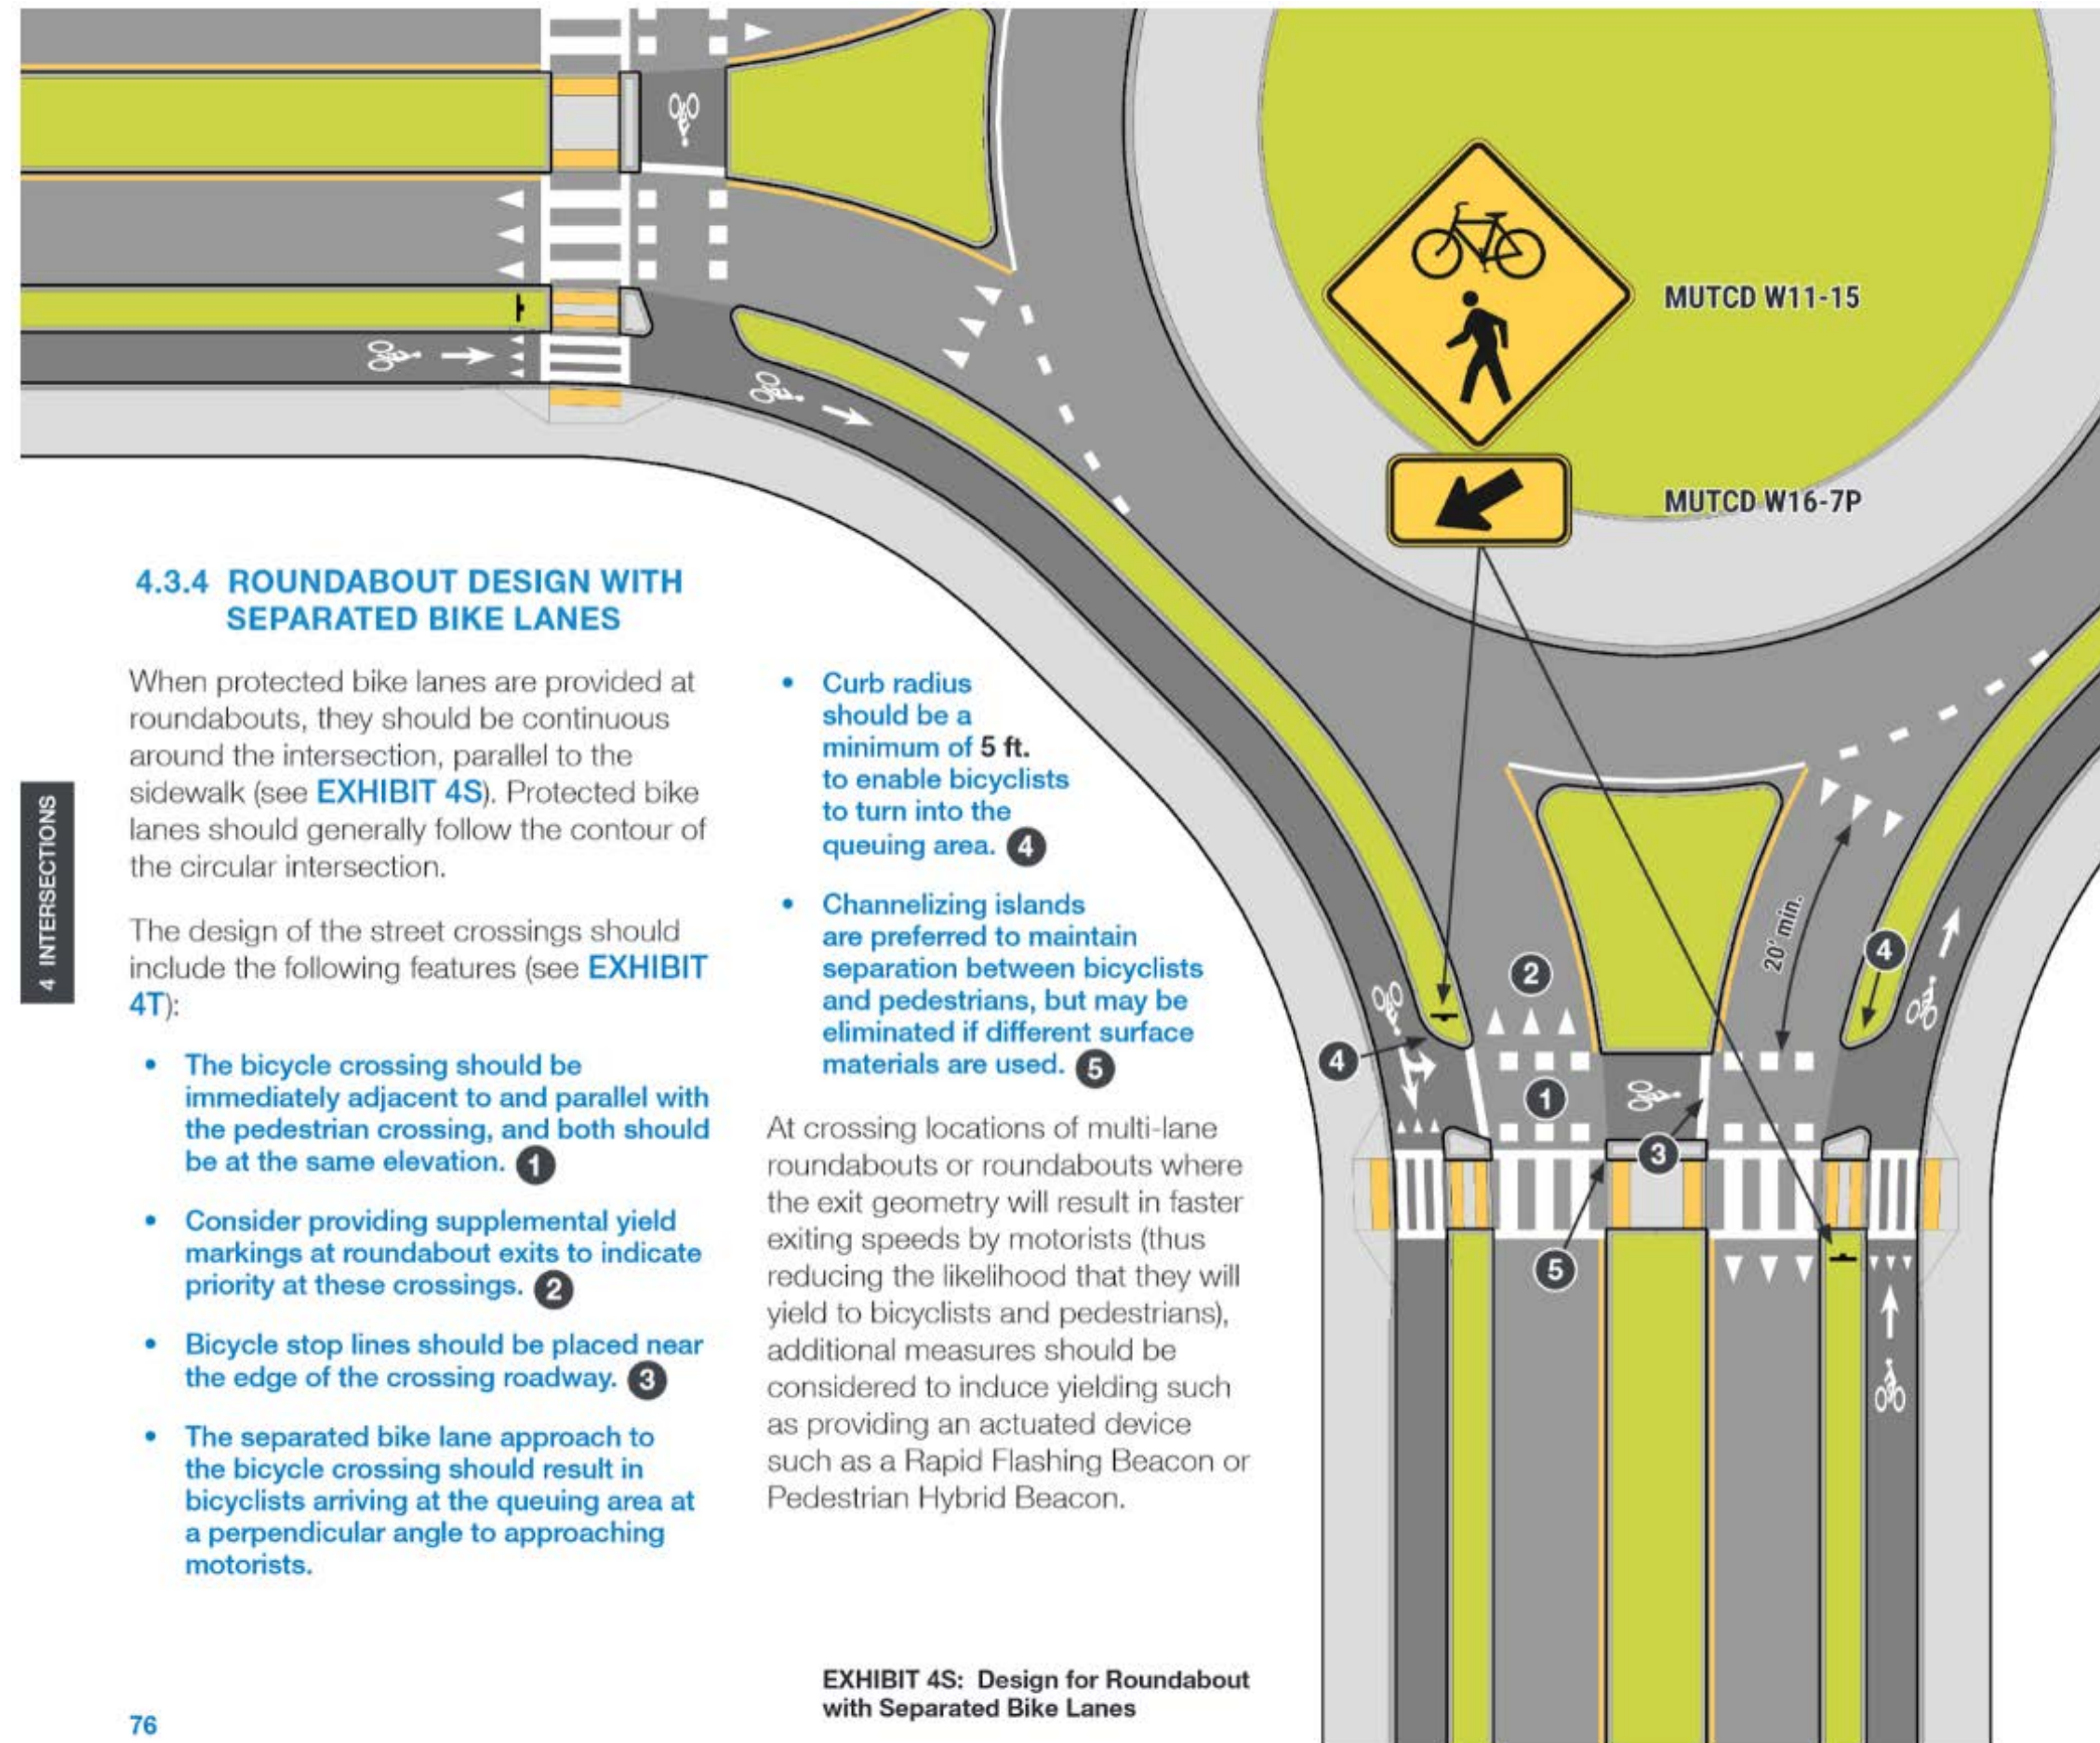 MUTCD W11-15
MUTCD W16-7P
4.3.4 ROUNDABOUT DESIGN WITH
SEPARATED BIKE LANES
When protected bike lanes are provided at
roundabouts, they should be continuous
around the intersection, parallel to the
sidewalk (see EXHIBIT 4S). Protected bike
lanes should generally follow the contour of
the circular intersection.
The design of the street crossings should
include the following features (see EXHIBIT
4T):
• The bicycle crossing should be
immediately adjacent to and parallel with
the pedestrian crossing, and both should
be at the same elevation. 1
• Consider providing supplemental yield
markings at roundabout exits to indicate
priority at these crossings. 2
• Bicycle stop lines should be placed near
the edge of the crossing roadway. 3
• The separated bike lane approach to
the bicycle crossing should result in
bicyclists arriving at the queuing area at
a perpendicular angle to approaching
motorists.
• Curb radius
should be a
minimum of 5 ft.
to enable bicyclists
to turn into the
queuing area. 4
• Channelizing islands
are preferred to maintain
separation between bicyclists
and pedestrians, but may be
eliminated if different surface
materials are used. 5
At crossing locations of multi-lane
roundabouts or roundabouts where
the exit geometry will result in faster
exiting speeds by motorists (thus
reducing the likelihood that they will
yield to bicyclists and pedestrians),
additional measures should be
considered to induce yielding such
as providing an actuated device
such as a Rapid Flashing Beacon or
Pedestrian Hybrid Beacon.
20' min.
2
4
4
1
3
5
EXHIBIT 4S: Design for Roundabout
with Separated Bike Lanes
4 INTERSECTIONS
76